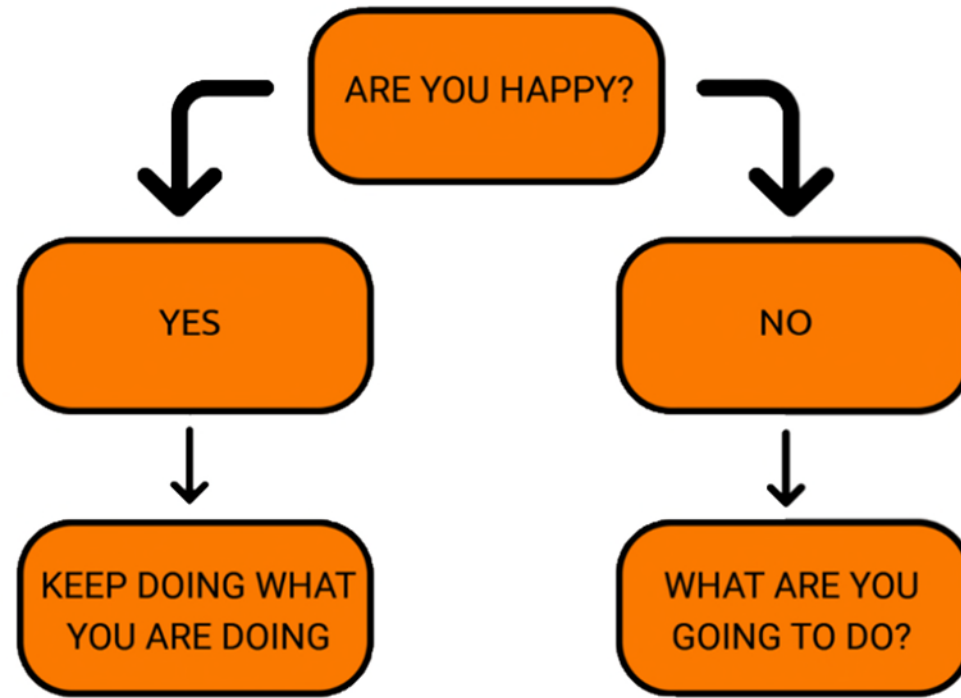 ARE YOU HAPPY?
YES
NO
KEEP DOING WHAT
YOU ARE DOING
WHAT ARE YOU
GOING TO DO?